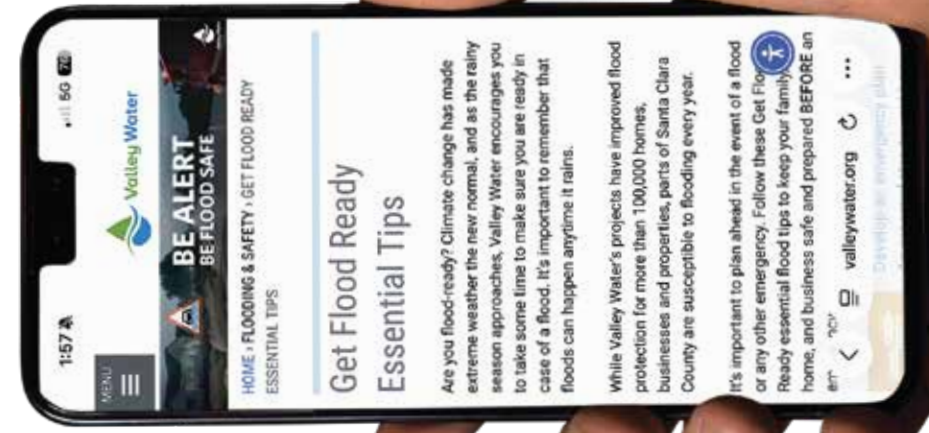 1:57
5G 70
MENU
Valley Water
BE ALERT
BE FLOOD SAFE
HOME › FLOODING & SAFETY › GET FLOOD READY
ESSENTIAL TIPS
Get Flood Ready
Essential Tips
Are you flood-ready? Climate change has made
extreme weather the new normal, and as the rainy
season approaches, Valley Water encourages you
to take some time to make sure you are ready in
case of a flood. It's important to remember that
floods can happen anytime it rains.
While Valley Water's projects have improved flood
protection for more than 100,000 homes,
businesses and properties, parts of Santa Clara
County are susceptible to flooding every year.
It's important to plan ahead in the event of a flood
or any other emergency. Follow these Get Flo
Ready essential flood tips to keep your family,
home, and business safe and prepared BEFORE an
valleywater.org
Develop an emergency plan